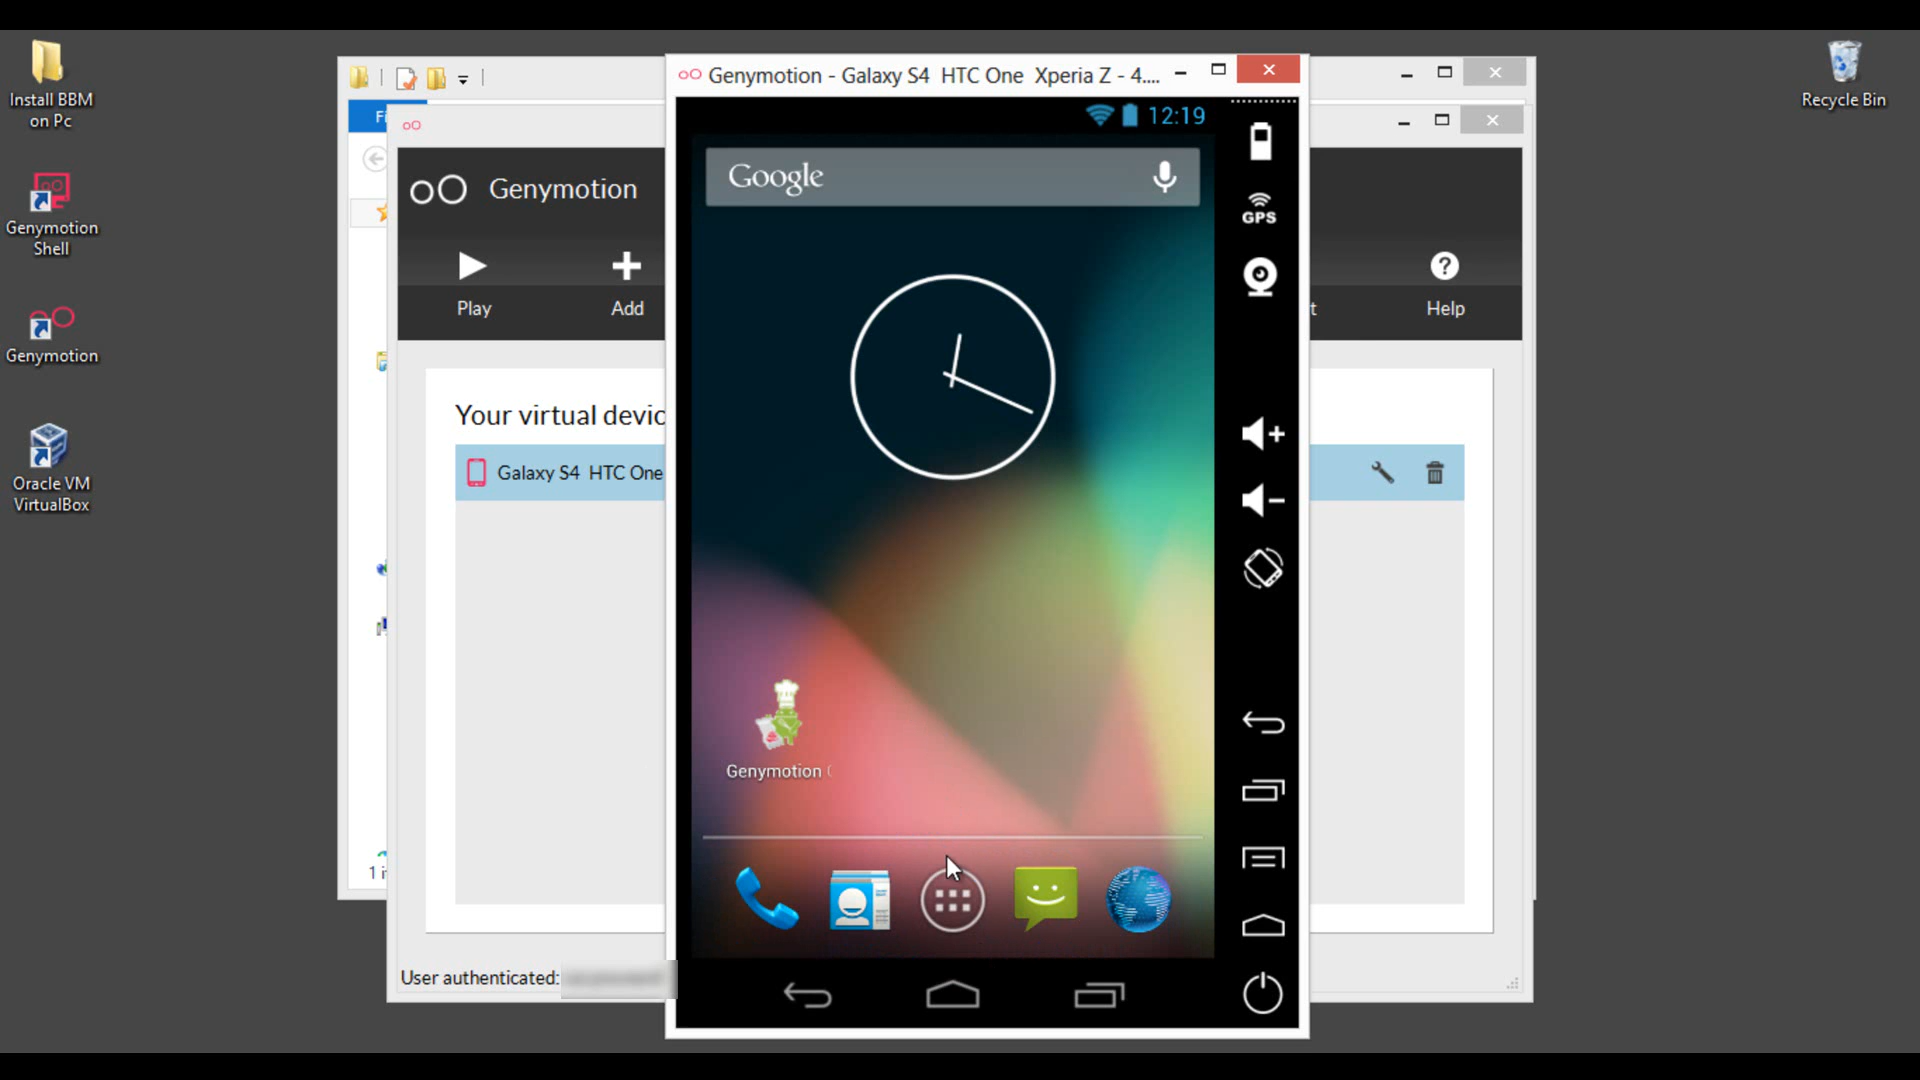 Install BBM
on Pc
Genymotion
Shell
Genymotion
Oracle VM
VirtualBox
Recycle Bin
Genymotion
Play
Add
Help
Your virtual devic
Galaxy S4 HTC One
User authenticated:
Genymotion - Galaxy S4 HTC One Xperia Z - 4....
12:19
Google
GPS
Genymotion